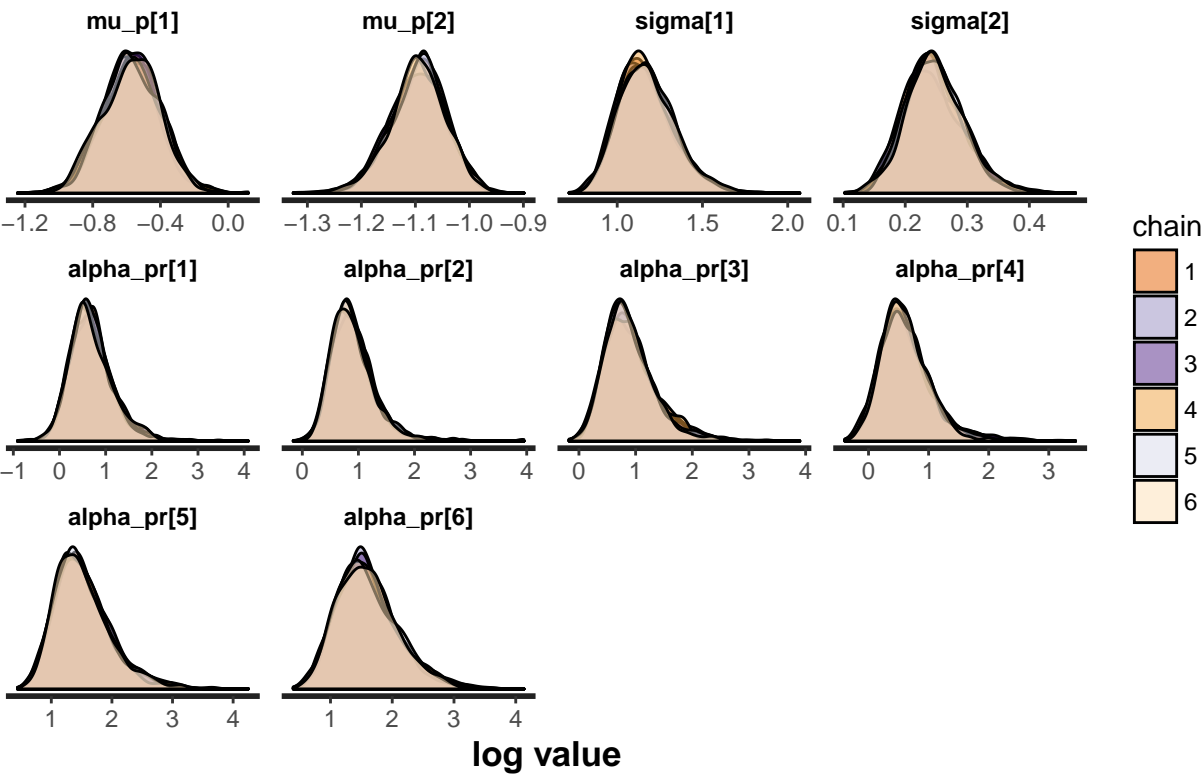 mu_p[1] mu_p[2] sigma[1] sigma[2]
−1.2 −0.8 −0.4 0.0 −1.3 −1.2 −1.1 −1.0 −0.9 1.0 1.5 2.0 0.1 0.2 0.3 0.4
alpha_pr[1] alpha_pr[2] alpha_pr[3] alpha_pr[4]
−1 0 1 2 3 4 0 1 2 3 4 0 1 2 3 4 0 1 2 3
alpha_pr[5] alpha_pr[6]
1 2 3 4 1 2 3 4
log value
chain
1
2
3
4
5
6